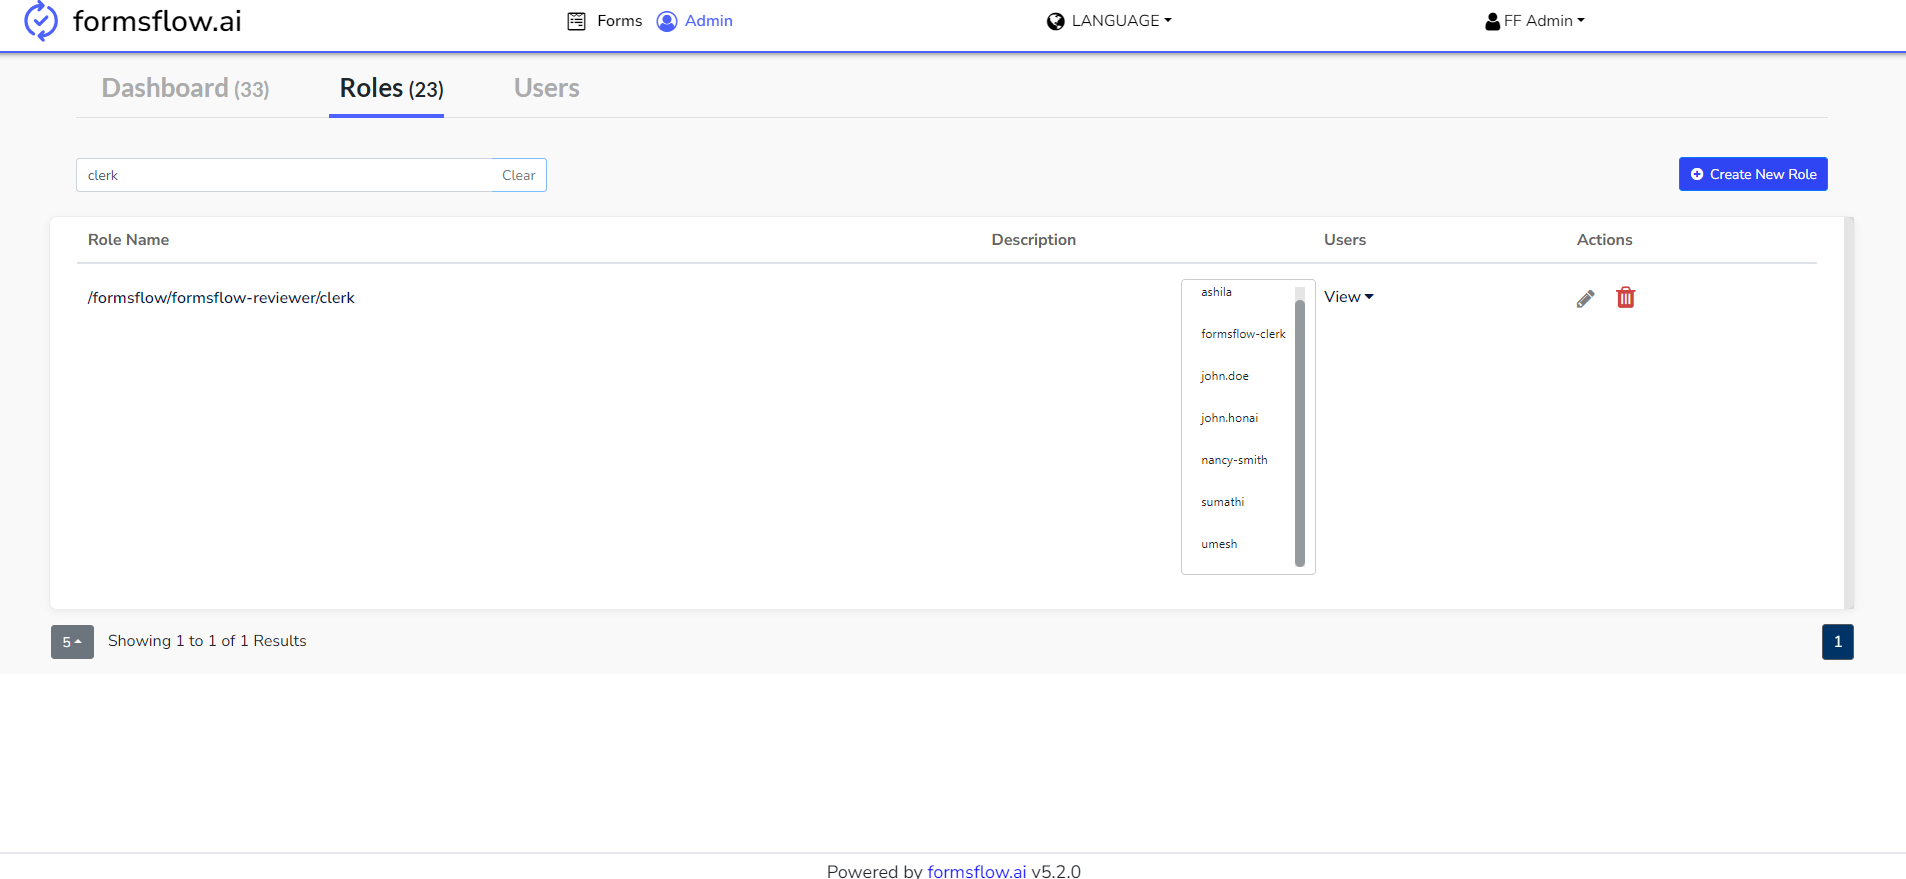 formsflow.ai
Forms Admin LANGUAGE FF Admin
Dashboard (33) Roles (23) Users
clerk Clear Create New Role
Role Name Description Users Actions
/formsflow/formsflow-reviewer/clerk View
ashila
formsflow-clerk
john.doe
john.honai
nancy-smith
sumathi
umesh
5 Showing 1 to 1 of 1 Results 1
Powered by formsflow.ai v5.2.0